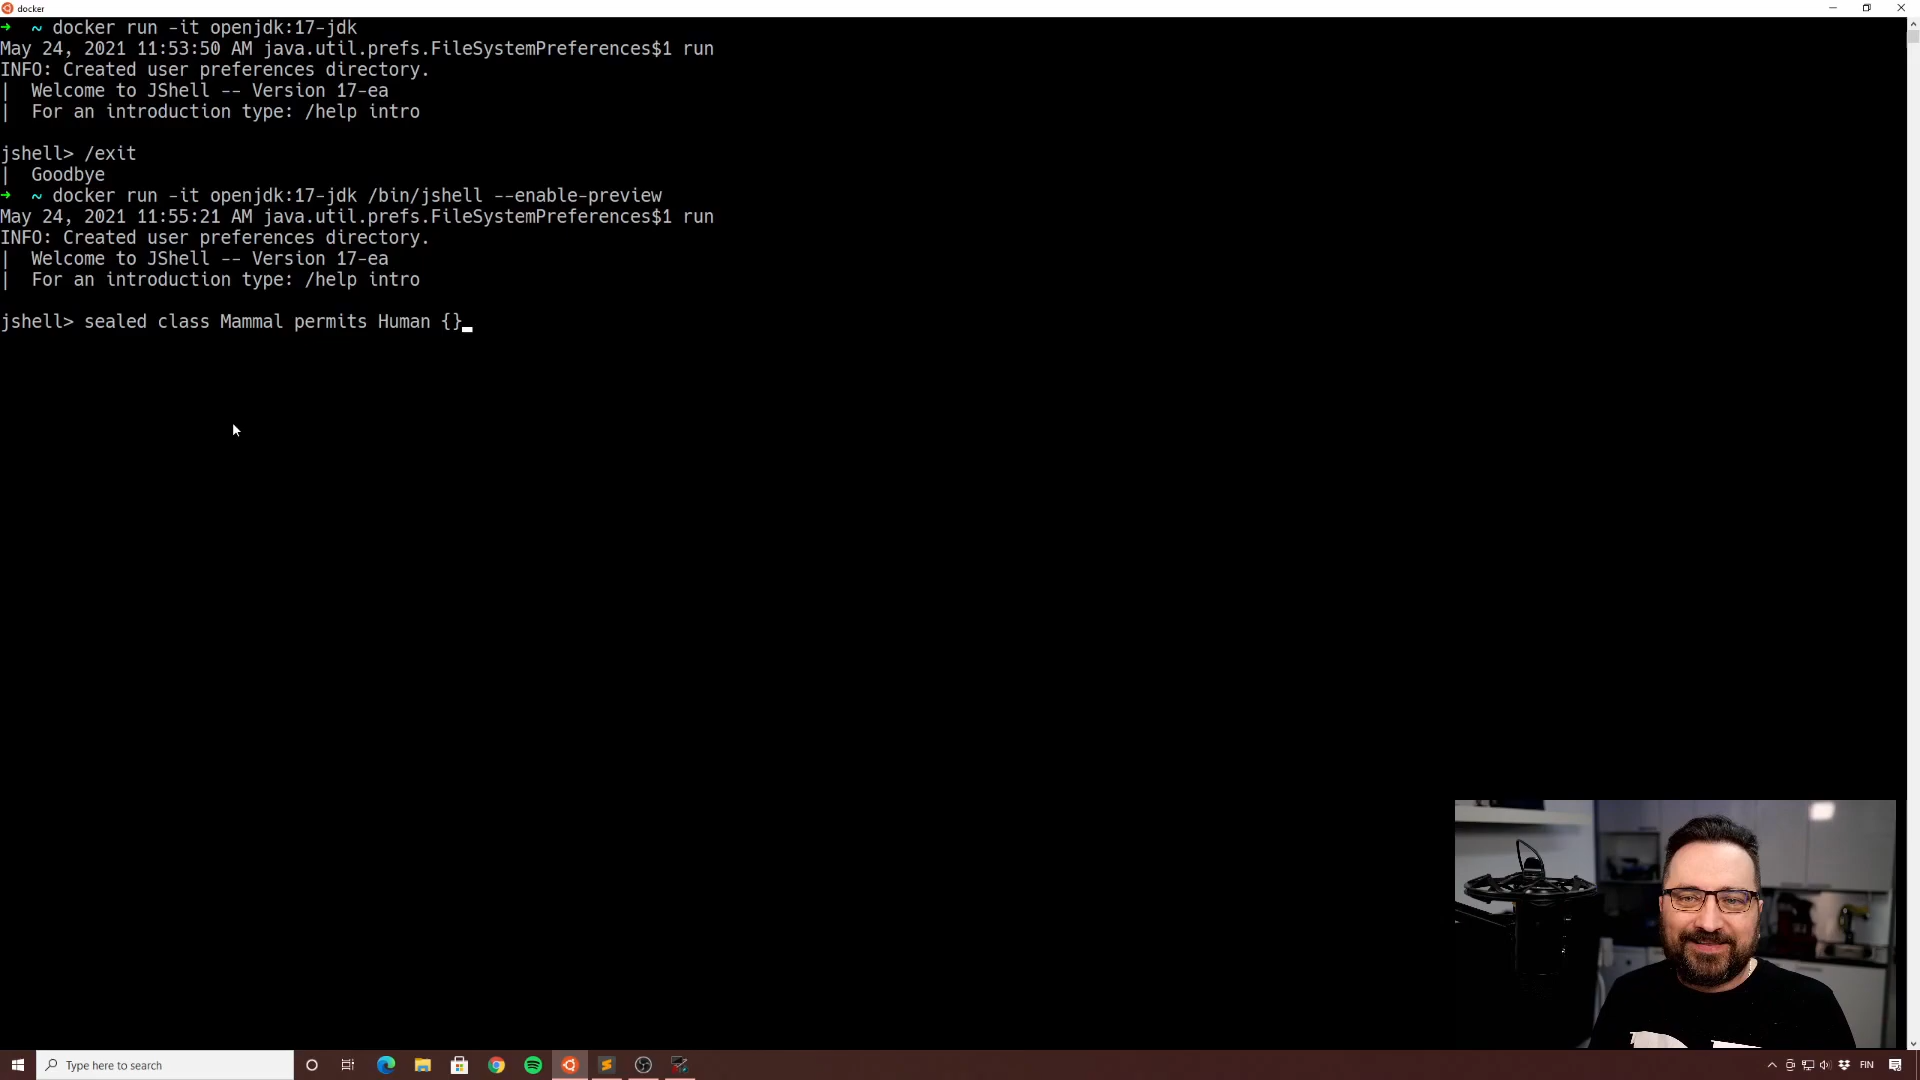 docker
➜ ~ docker run -it openjdk:17-jdk
May 24, 2021 11:53:50 AM java.util.prefs.FileSystemPreferences$1 run
INFO: Created user preferences directory.
| Welcome to JShell -- Version 17-ea
| For an introduction type: /help intro
jshell> /exit
| Goodbye
➜ ~ docker run -it openjdk:17-jdk /bin/jshell --enable-preview
May 24, 2021 11:55:21 AM java.util.prefs.FileSystemPreferences$1 run
INFO: Created user preferences directory.
| Welcome to JShell -- Version 17-ea
| For an introduction type: /help intro
jshell> sealed class Mammal permits Human {}
Type here to search
FIN